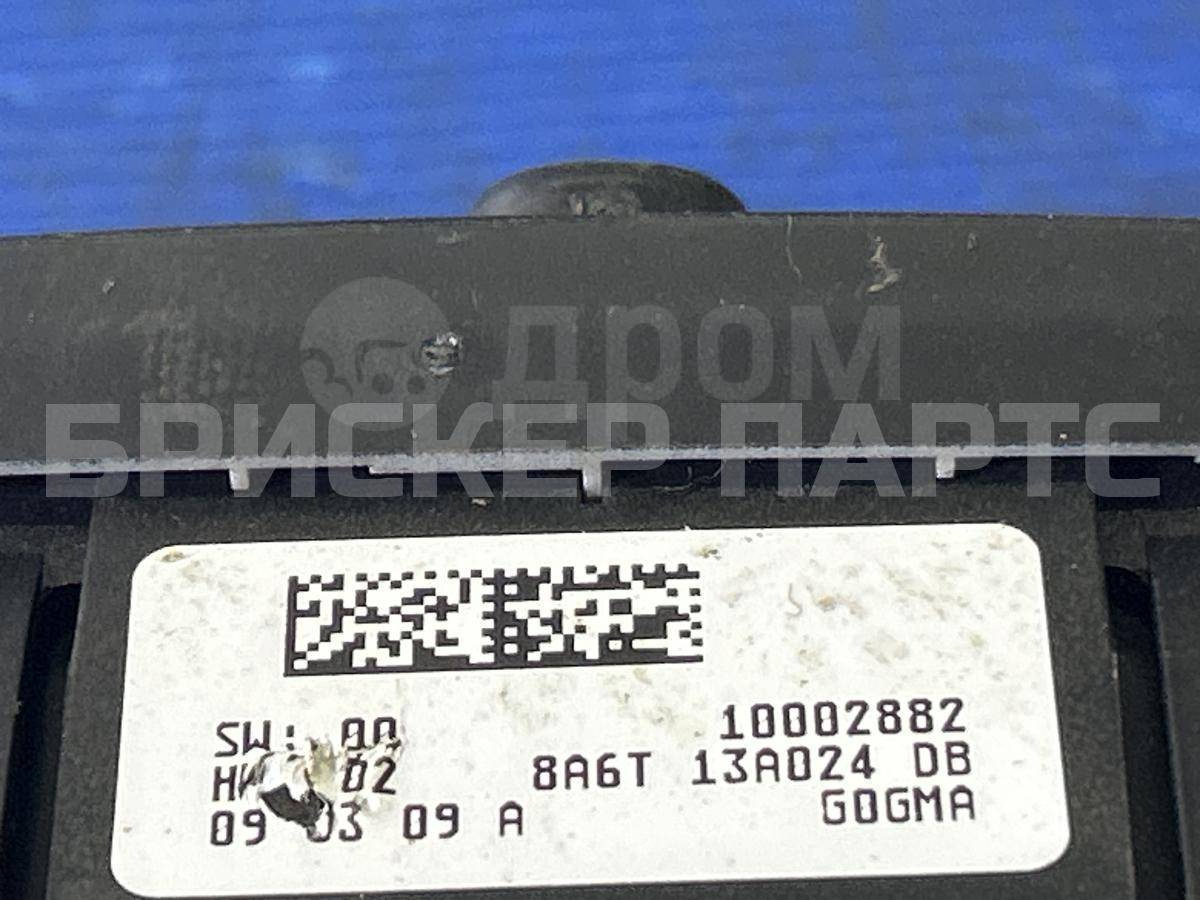 дром
БРИСКЕР ПАРТС
SW: 00 10002882
02 8A6T 13A024 DB
09 03 09 A G0GMA